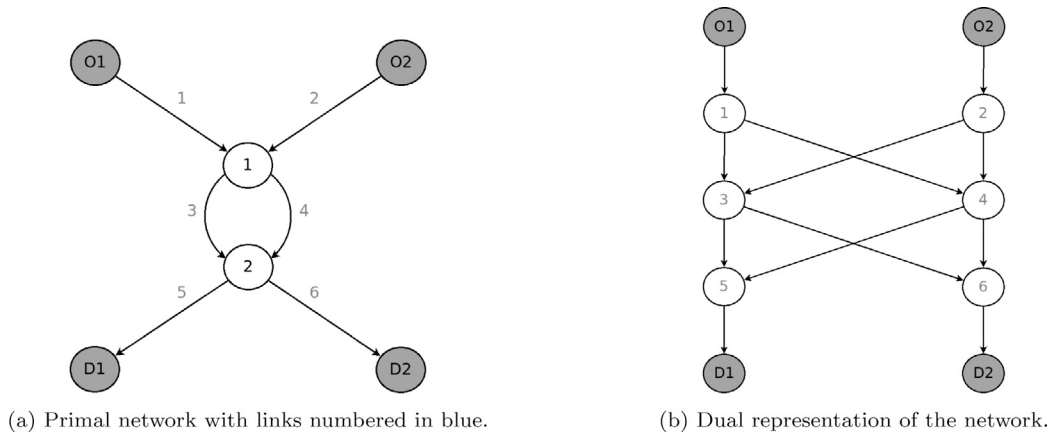 O1
O2
1
2
1
3
4
2
5
6
D1
D2
(a) Primal network with links numbered in blue.
O1
O2
1
2
3
4
5
6
D1
D2
(b) Dual representation of the network.